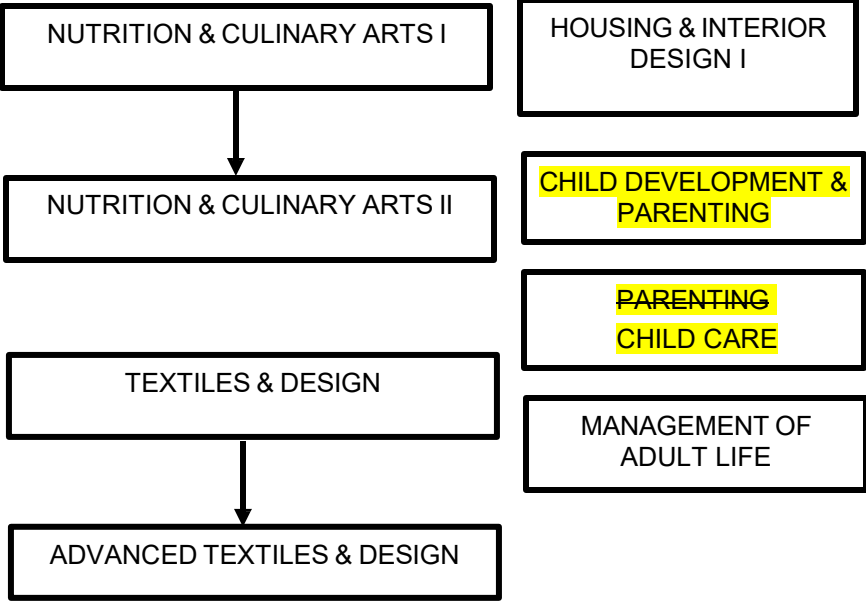 NUTRITION & CULINARY ARTS I
NUTRITION & CULINARY ARTS II
TEXTILES & DESIGN
ADVANCED TEXTILES & DESIGN
HOUSING & INTERIOR
DESIGN I
CHILD DEVELOPMENT &
PARENTING
PARENTING
CHILD CARE
MANAGEMENT OF
ADULT LIFE